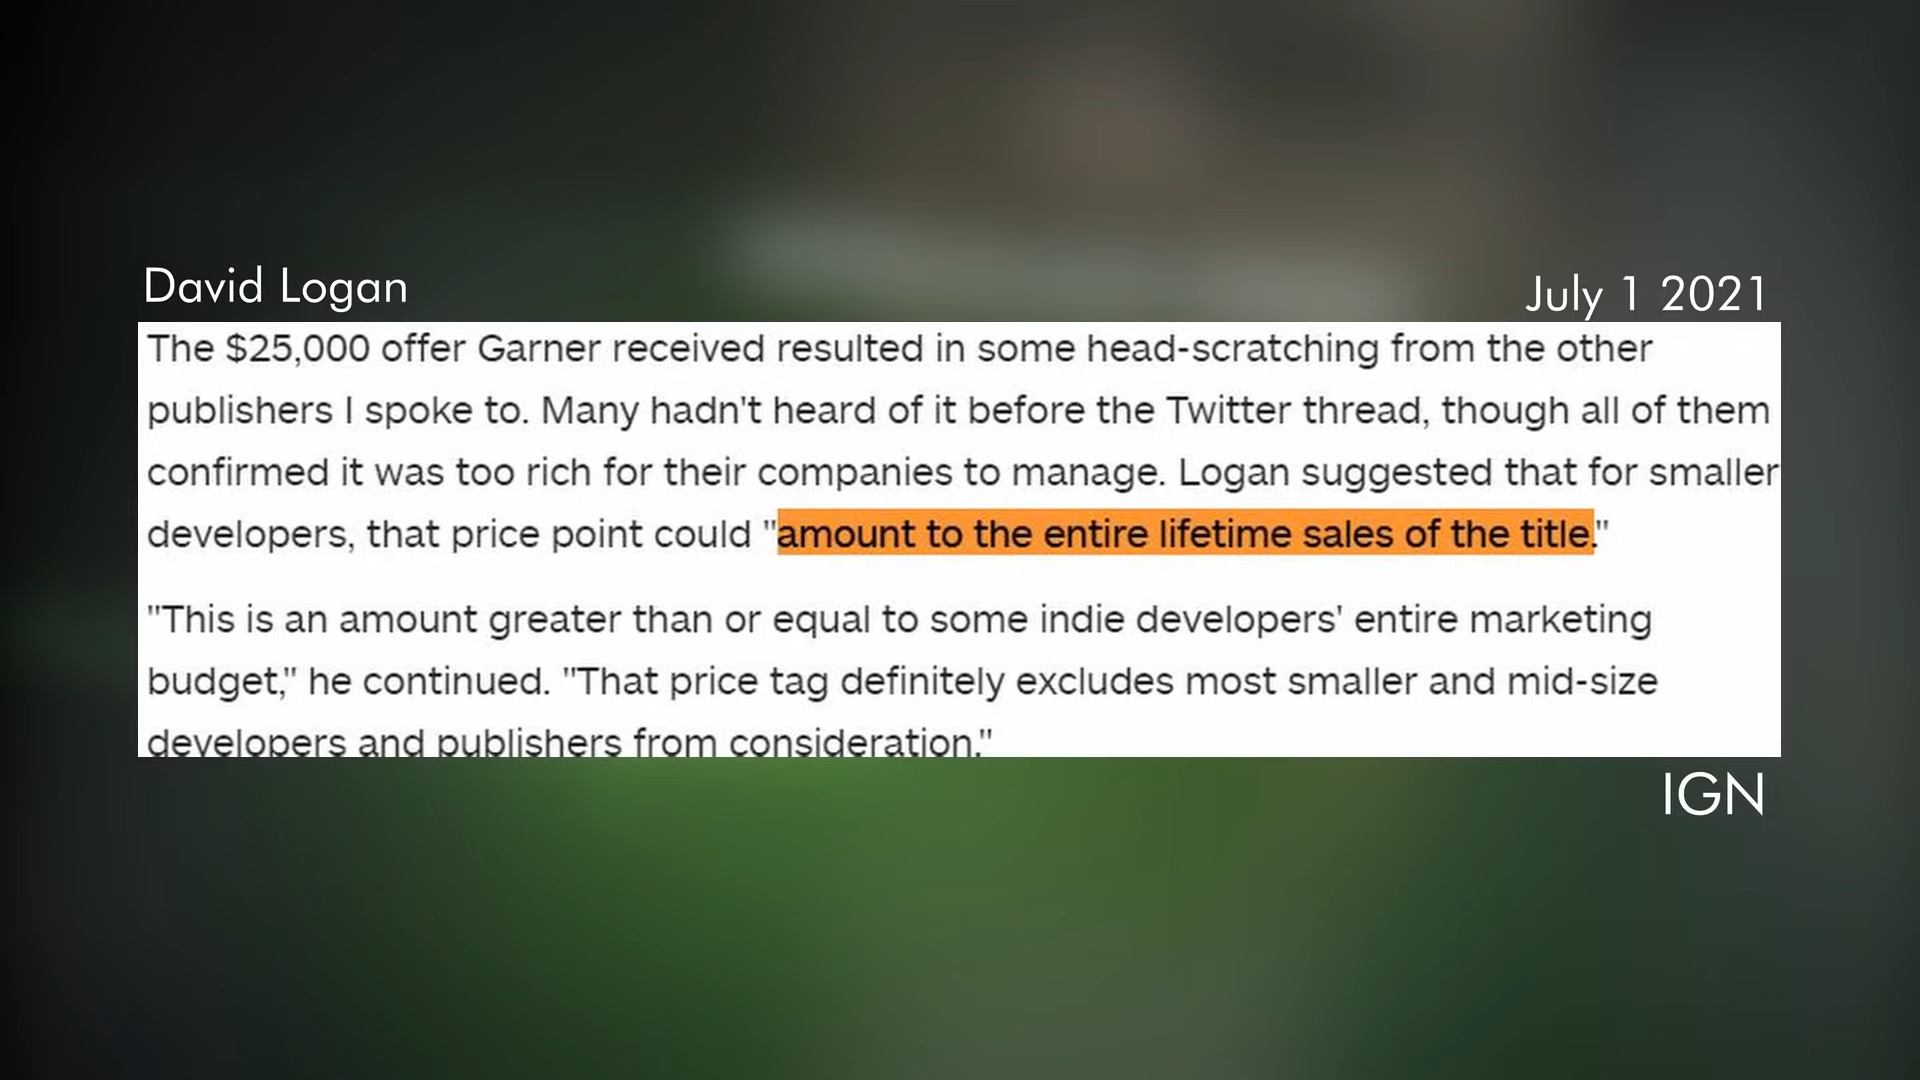 David Logan
July 1 2021
The $25,000 offer Garner received resulted in some head-scratching from the other
publishers I spoke to. Many hadn't heard of it before the Twitter thread, though all of them
confirmed it was too rich for their companies to manage. Logan suggested that for smaller
developers, that price point could "amount to the entire lifetime sales of the title."
"This is an amount greater than or equal to some indie developers' entire marketing
budget," he continued. "That price tag definitely excludes most smaller and mid-size
developers and publishers from consideration."
IGN